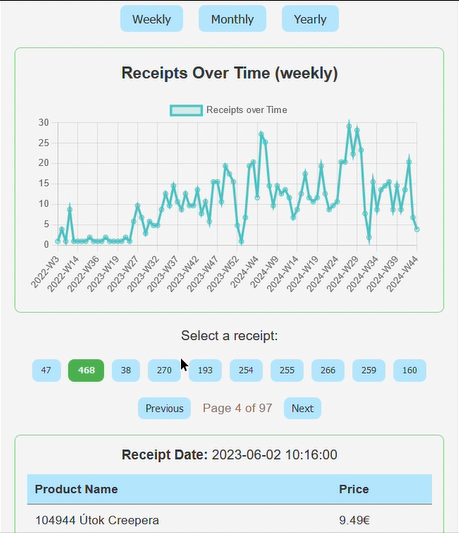 Weekly Monthly Yearly
Receipts Over Time (weekly)
Receipts over Time
30
25
20
15
10
5
0
2022-W3 2022-W14 2022-W36 2023-W19 2023-W27 2023-W32 2023-W37 2023-W42 2023-W47 2023-W52 2024-W4 2024-W9 2024-W14 2024-W19 2024-W24 2024-W29 2024-W34 2024-W39 2024-W44
Select a receipt:
47 468 38 270 193 254 255 266 259 160
Previous Page 4 of 97 Next
Receipt Date: 2023-06-02 10:16:00
Product Name Price
104944 Útok Creepera 9.49€